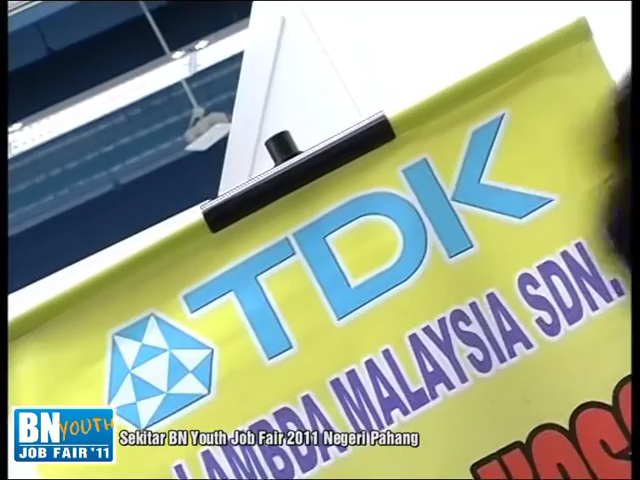 TDK
LAMBDA MALAYSIA SDN.
BN YOUTH
JOB FAIR '11
Sekitar BN Youth Job Fair 2011 Negeri Pahang